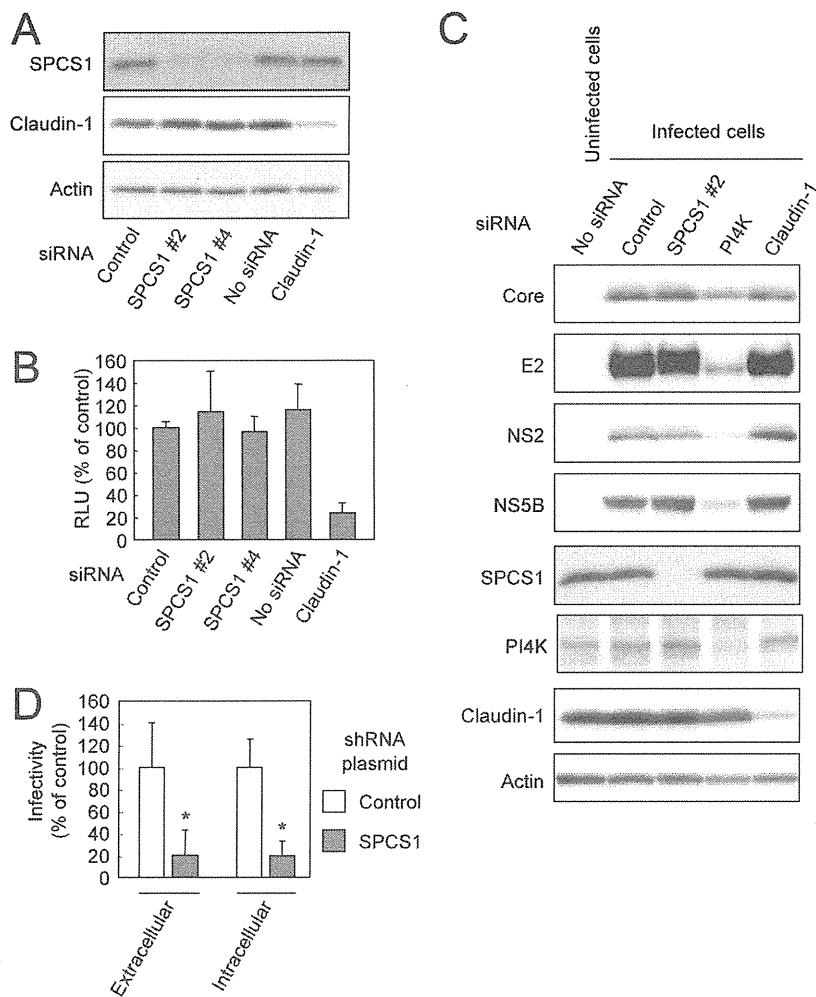 A
SPCS1
Claudin-1
Actin
siRNA
Control
SPCS1 #2
SPCS1 #4
No siRNA
Claudin-1
B
RLU (% of control)
160
140
120
100
80
60
40
20
0
siRNA
Control
SPCS1 #2
SPCS1 #4
No siRNA
Claudin-1
C
Uninfected cells
Infected cells
siRNA
No siRNA
Control
SPCS1 #2
PI4K
Claudin-1
Core
E2
NS2
NS5B
SPCS1
PI4K
Claudin-1
Actin
D
Infectivity
(% of control)
160
140
120
100
80
60
40
20
0
*
*
Extracellular
Intracellular
shRNA
plasmid
Control
SPCS1